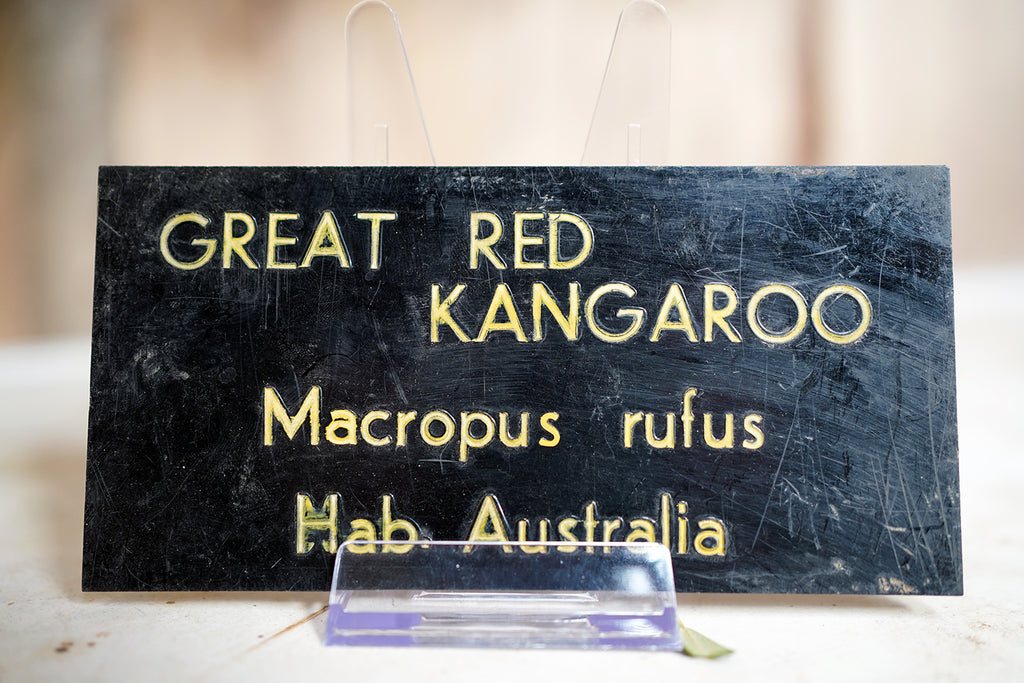 GREAT RED
KANGAROO
Macropus rufus
Hab. Australia